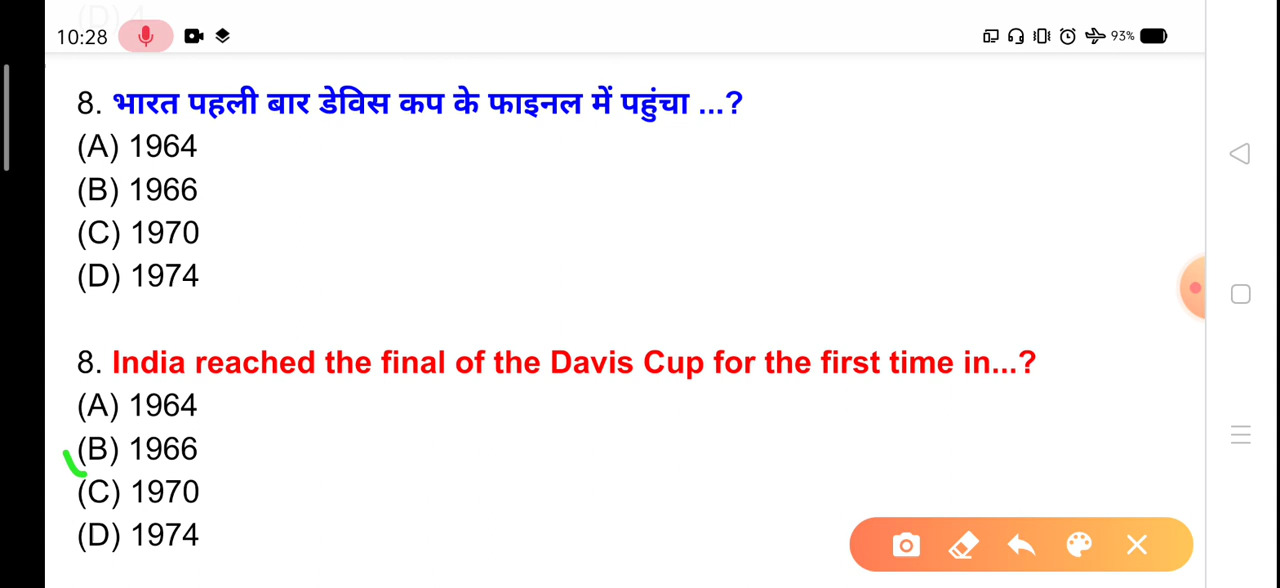 (D) 4
10:28
93%
8. भारत पहली बार डेविस कप के फाइनल में पहुंचा ...?
(A) 1964
(B) 1966
(C) 1970
(D) 1974
8. India reached the final of the Davis Cup for the first time in...?
(A) 1964
(B) 1966
(C) 1970
(D) 1974